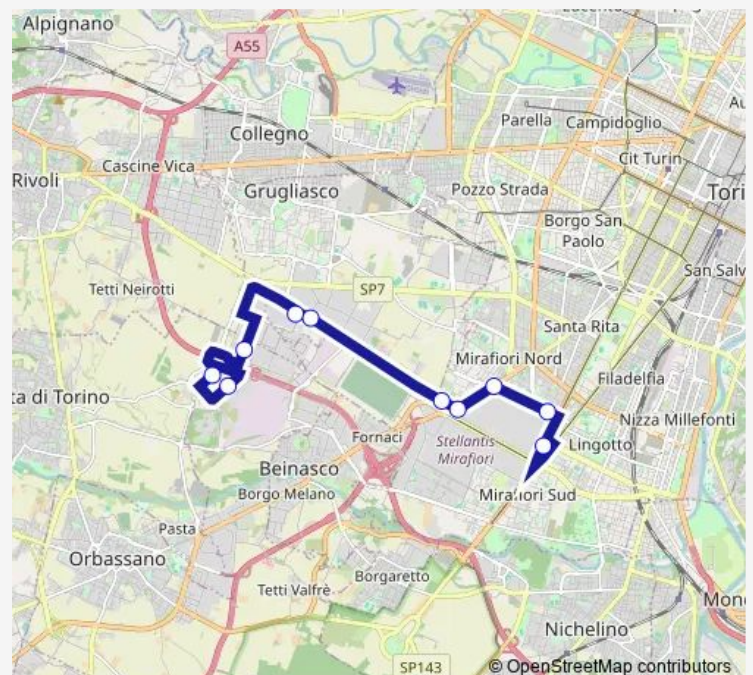 Alpignano
A55
Collegno
Parella
Campidoglio
Cascine Vica
Cit Turin
Rivoli
Grugliasco
Pozzo Strada
Tori
Borgo San
Paolo
San Salv
Tetti Neirotti
SP7
Santa Rita
Mirafiori Nord
ta di Torino
Filadelfia
Nizza Millefonti
Fornaci
Stellantis
Mirafiori
Lingotto
Beinasco
Borgo Melano
Pasta
Orbassano
Borgaretto
Tetti Valfrè
Mon
Nichelino
SP143
© OpenStreetMap contributors